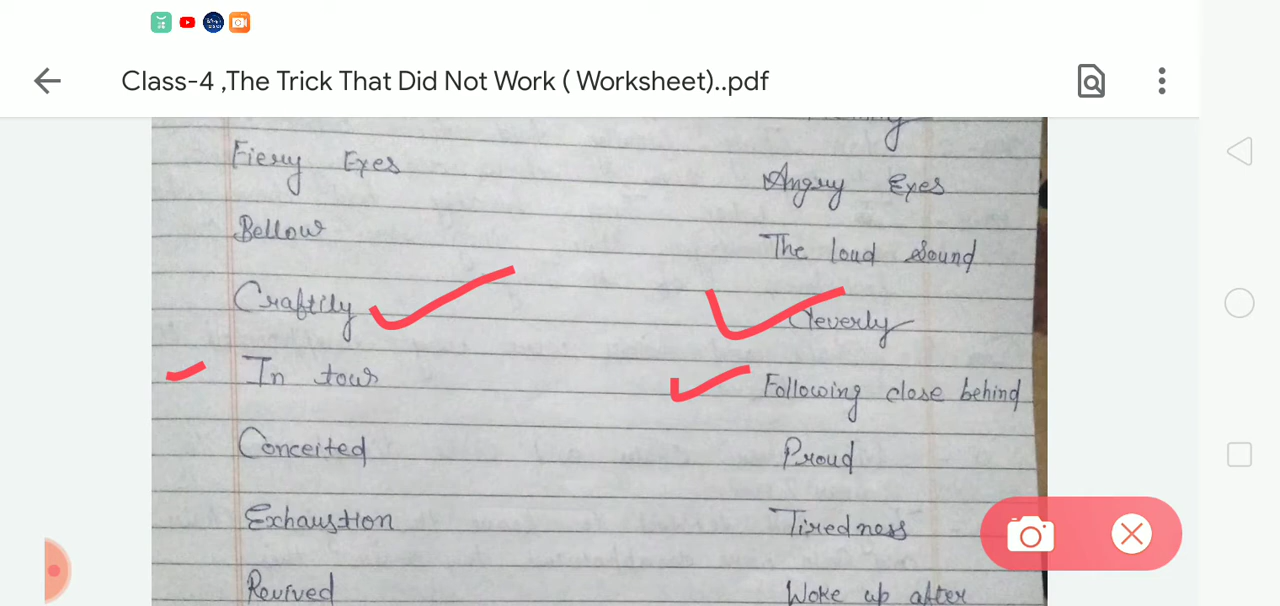 Class-4 ,The Trick That Did Not Work ( Worksheet)..pdf
Fiery Eyes Angry Eyes
Bellow The loud Sound
Craftily Cleverly
In tow Following close behind
Conceited Proud
Exhaustion Tiredness
Revived Woke up after